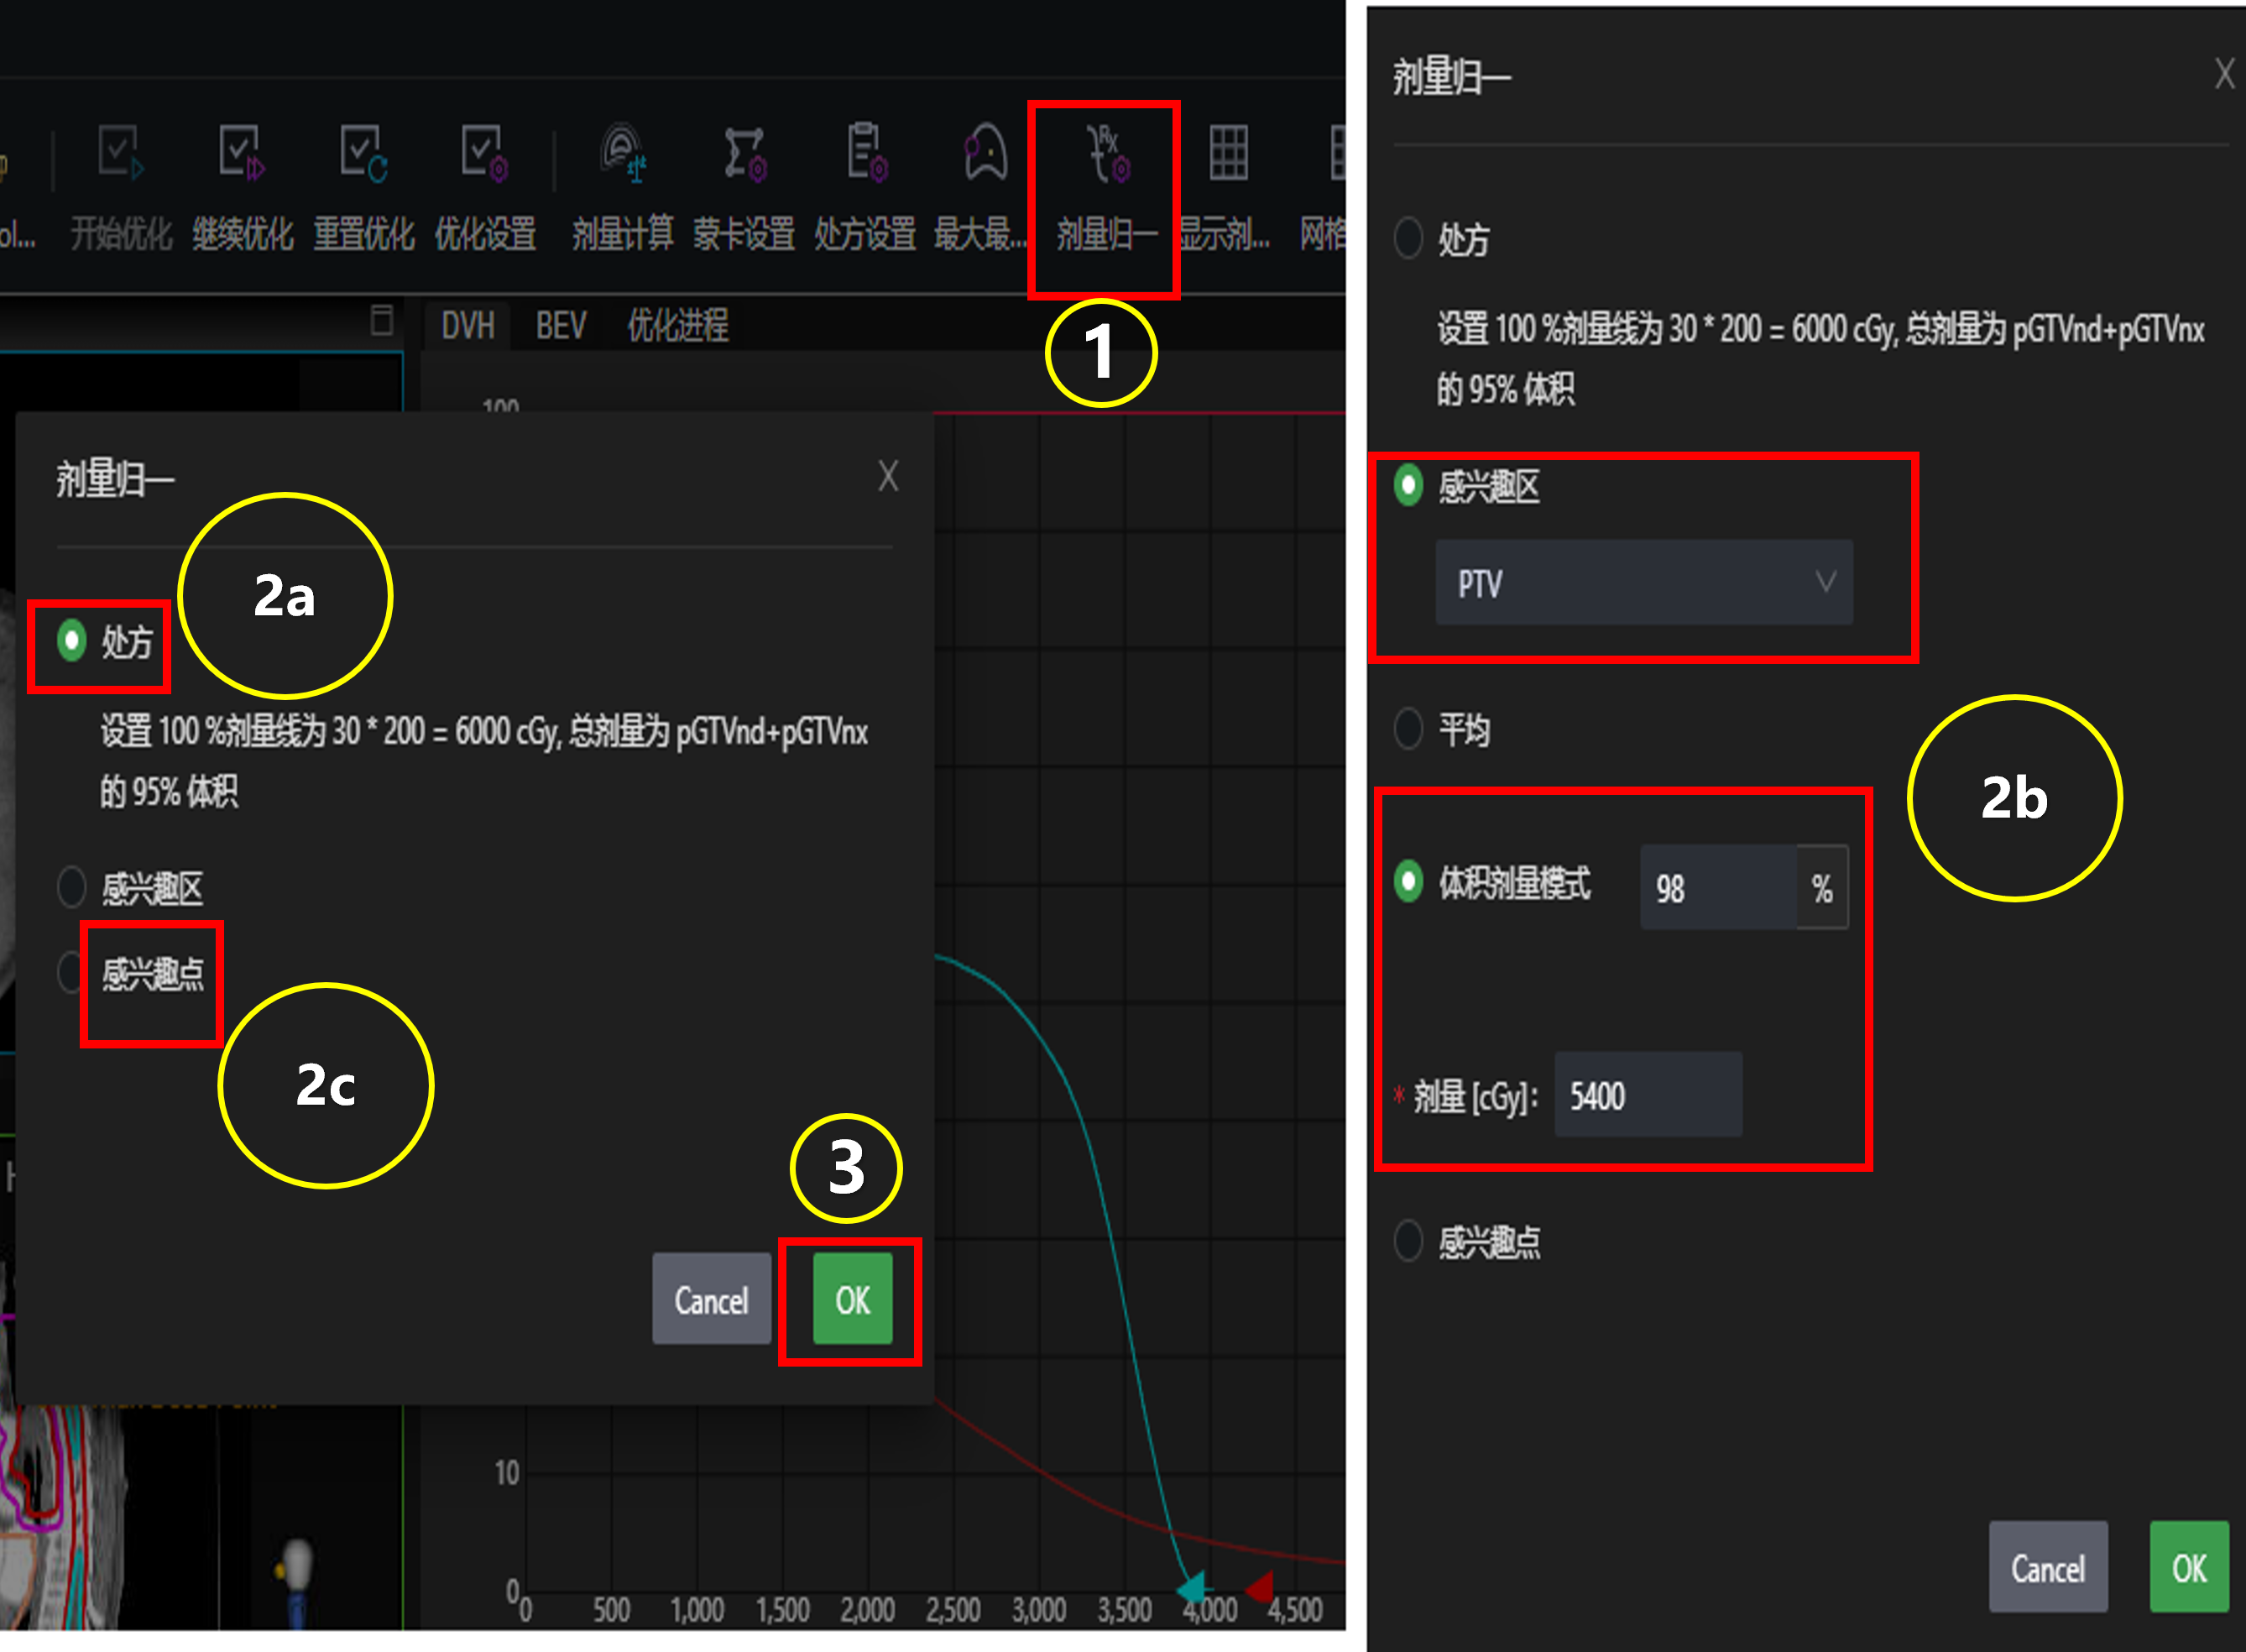 ol...
开始优化
继续优化
重置优化
优化设置
剂量计算
蒙卡设置
处方设置
最大最...
剂量归一
显示剂...
网格
1
DVH
BEV
优化进程
100
剂量归一
X
2a
处方
设置 100 %剂量线为 30 * 200 = 6000 cGy, 总剂量为 pGTVnd+pGTVnx
的 95% 体积
感兴趣区
感兴趣点
2c
3
Cancel
OK
10
0
0
500
1,000
1,500
2,000
2,500
3,000
3,500
4,000
4,500
剂量归一
X
处方
设置 100 %剂量线为 30 * 200 = 6000 cGy, 总剂量为 pGTVnd+pGTVnx
的 95% 体积
感兴趣区
PTV
平均
2b
体积剂量模式
98
%
* 剂量 [cGy]:
5400
感兴趣点
Cancel
OK